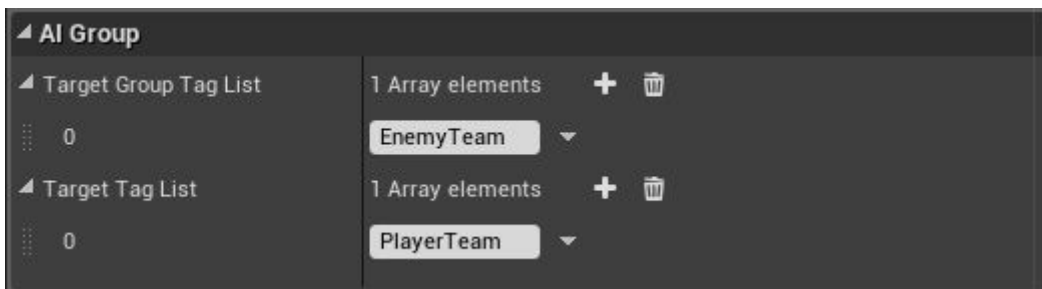 AI Group
Target Group Tag List 1 Array elements
0 EnemyTeam
Target Tag List 1 Array elements
0 PlayerTeam